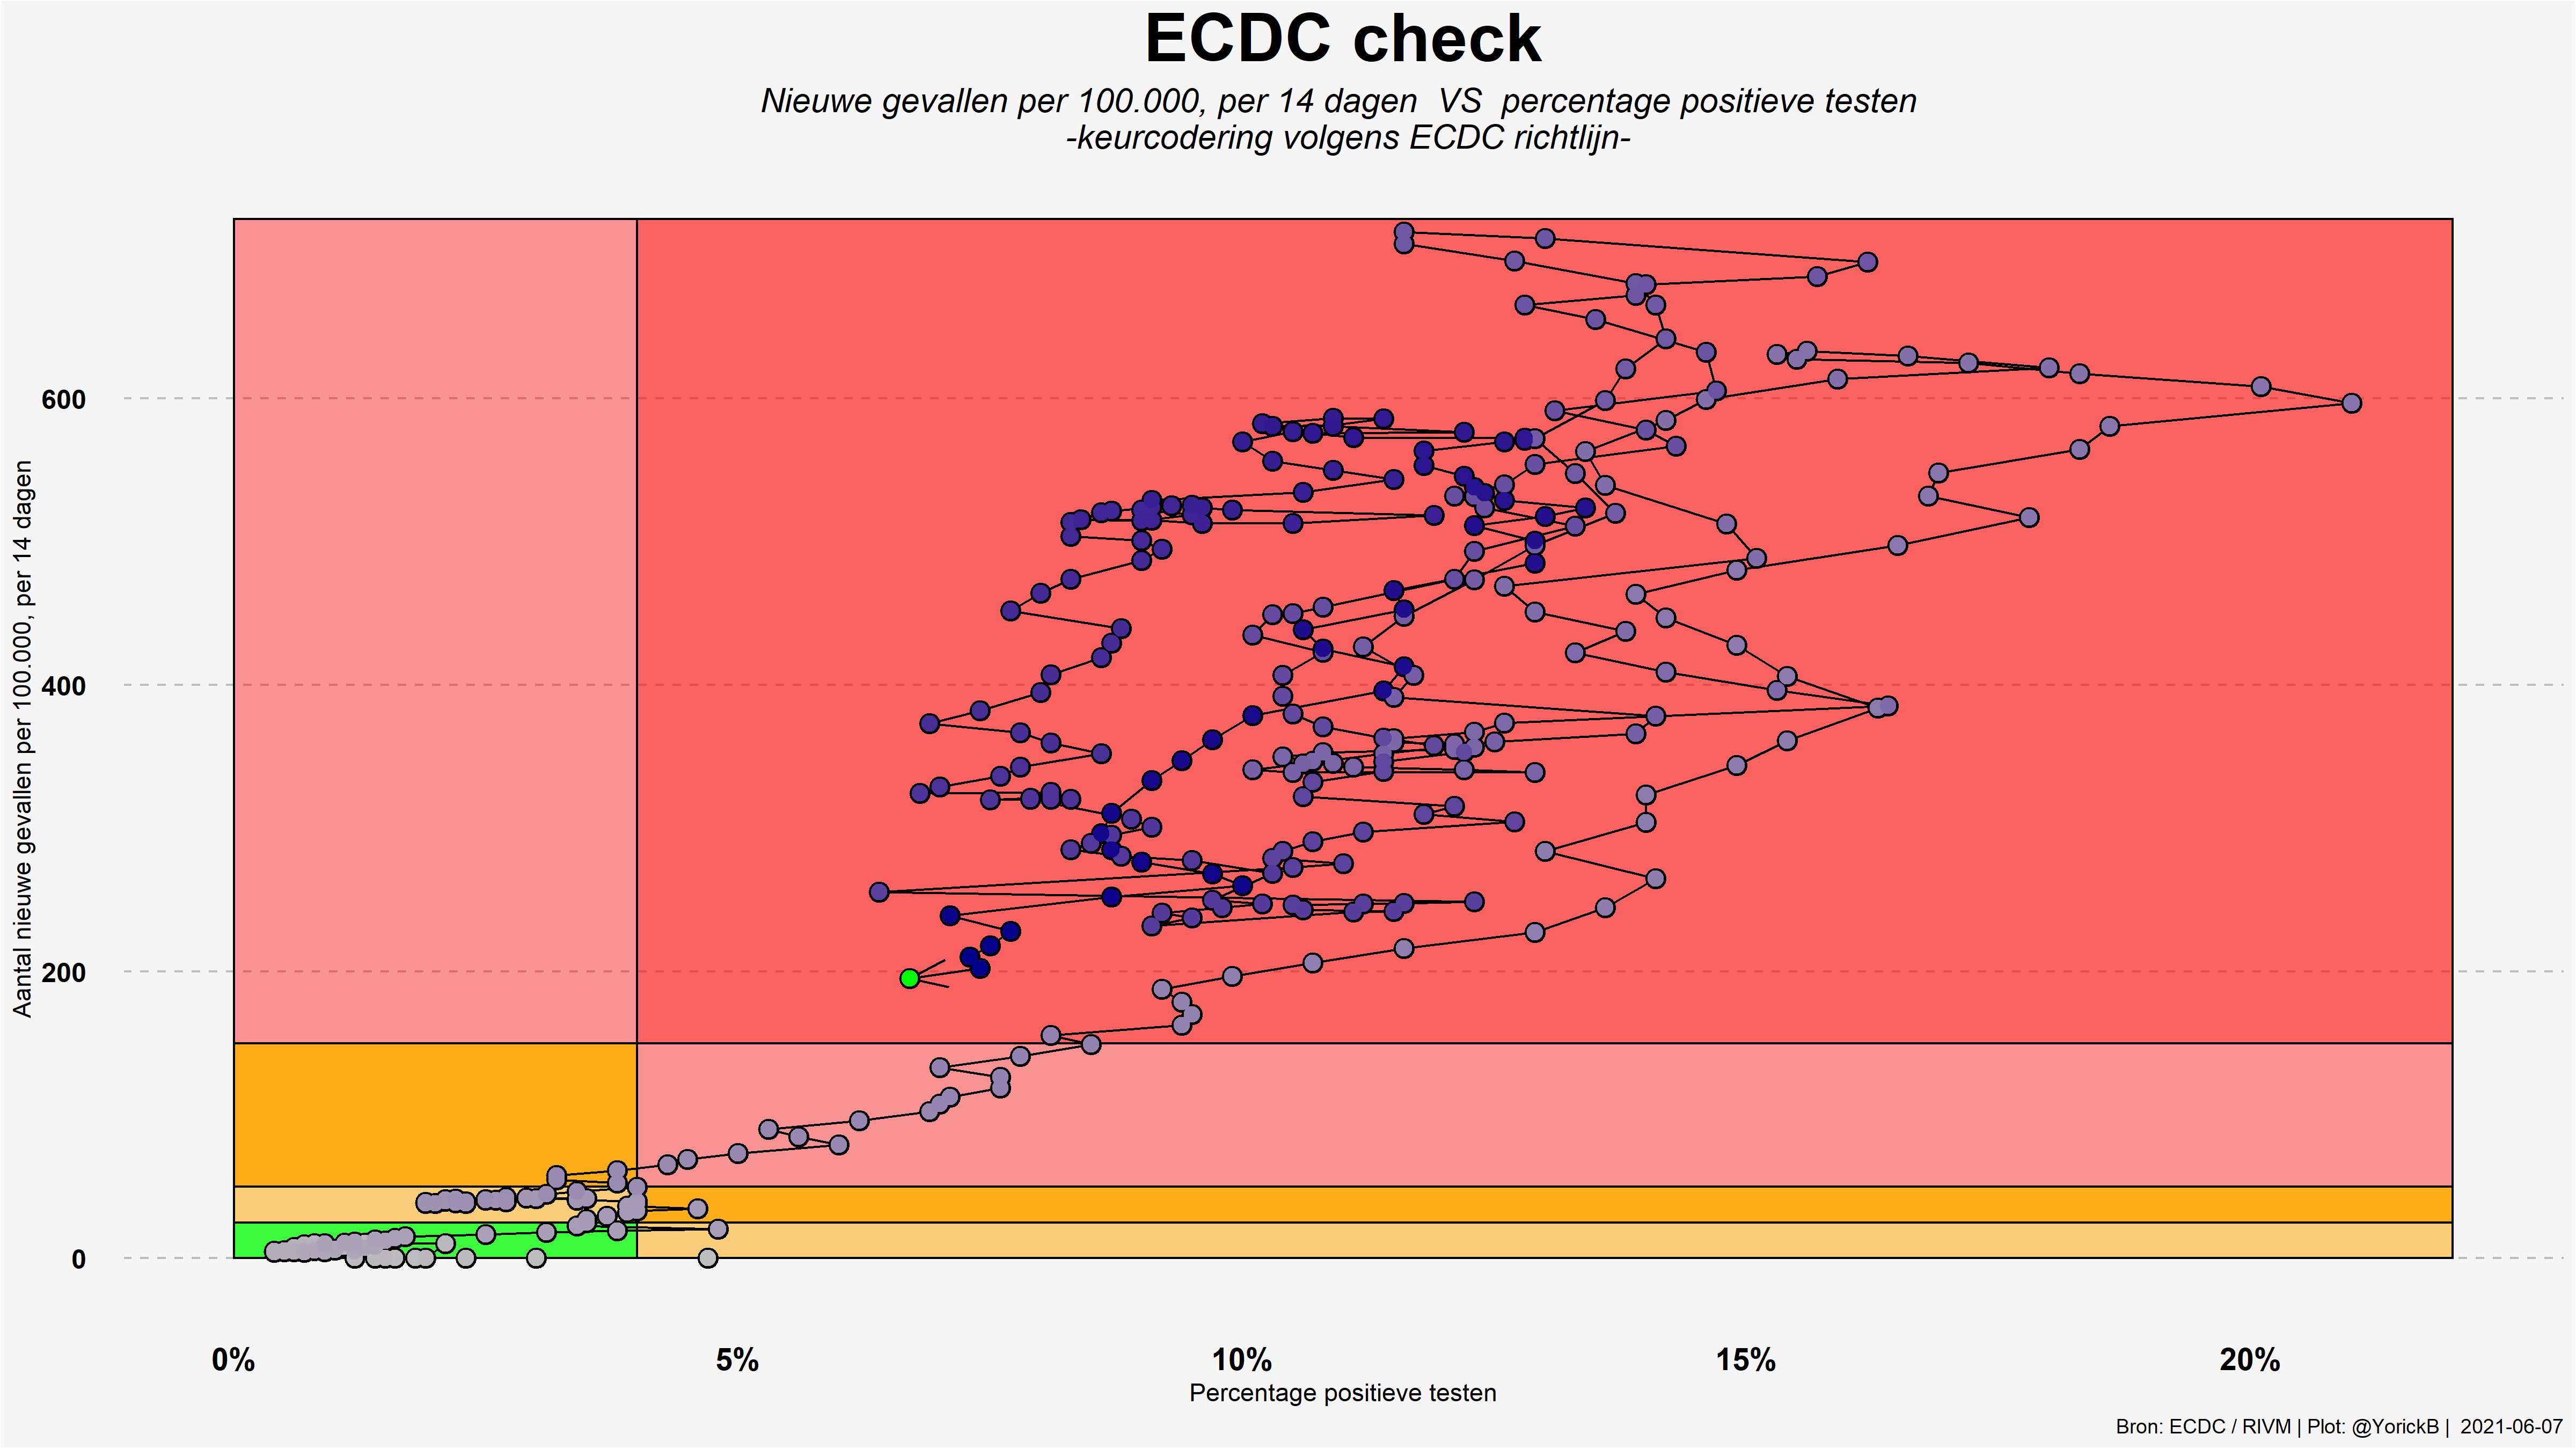 ECDC check
Nieuwe gevallen per 100.000, per 14 dagen  VS  percentage positieve testen
-keurcodering volgens ECDC richtlijn-
Aantal nieuwe gevallen per 100.000, per 14 dagen
600
400
200
0
0%
5%
10%
15%
20%
Percentage positieve testen
Bron: ECDC / RIVM | Plot: @YorickB |  2021-06-07